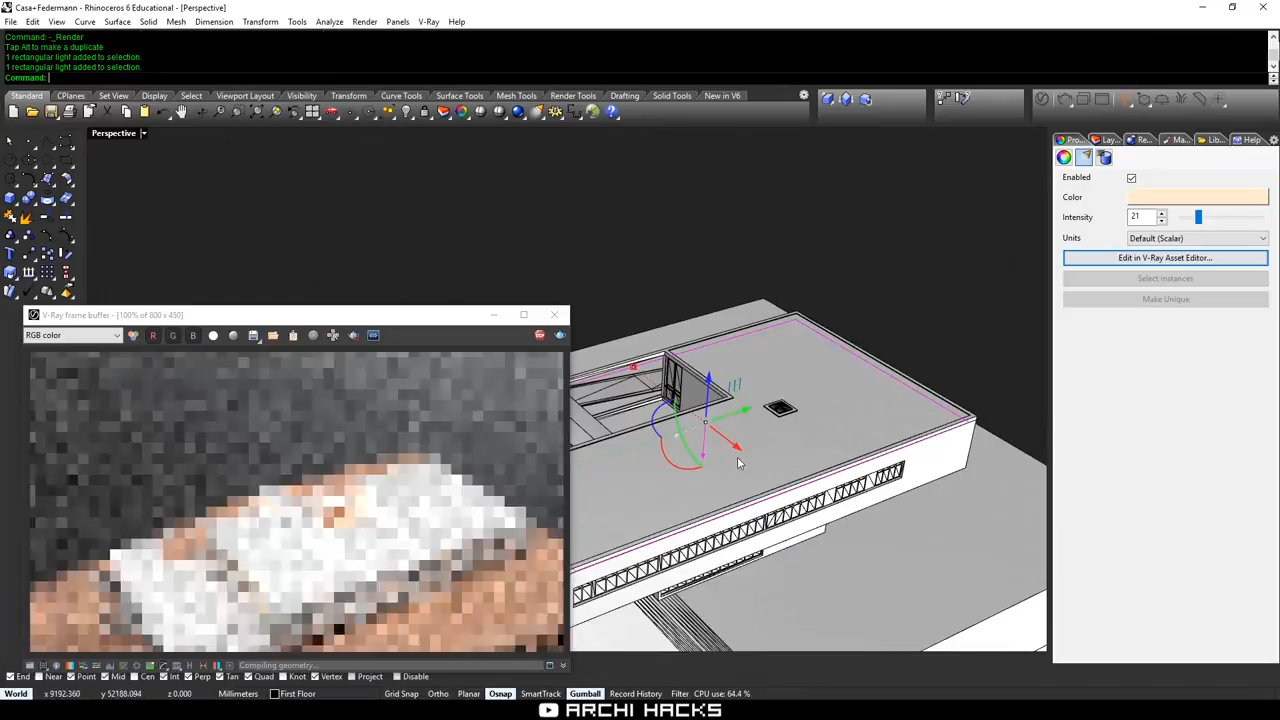 Casa+Federmann - Rhinoceros 6 Educational - [Perspective]
File Edit View Curve Surface Solid Mesh Dimension Transform Tools Analyze Render Panels V-Ray Help
Command: -_Render
Tap Alt to make a duplicate
1 rectangular light added to selection.
1 rectangular light added to selection.
Command:
Standard CPlanes Set View Display Select Viewport Layout Visibility Transform Curve Tools Surface Tools Mesh Tools Render Tools Drafting Solid Tools New in V6
Perspective
Pro... Lay... Re... Ma... Lib... Help
Enabled
Color
Intensity 21
Units Default (Scalar)
Edit in V-Ray Asset Editor...
Select instances
Make Unique
V-Ray frame buffer - [100% of 800 x 450]
RGB color R G B
Compiling geometry...
End Near Point Mid Cen Int Perp Tan Quad Knot Vertex Project Disable
World x 9192.360 y 52188.094 z 0.000 Millimeters First Floor Grid Snap Ortho Planar Osnap SmartTrack Gumball Record History Filter CPU use: 64.4 %
ARCHI HACKS